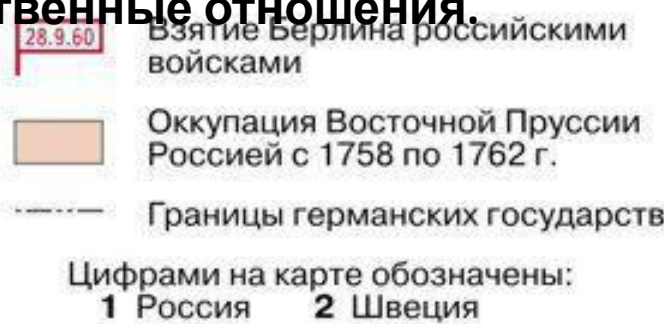 твенные отношения.
28.9.60 Взятие Берлина российскими
войсками
Оккупация Восточной Пруссии
Россией с 1758 по 1762 г.
Границы германских государств
Цифрами на карте обозначены:
1 Россия 2 Швеция